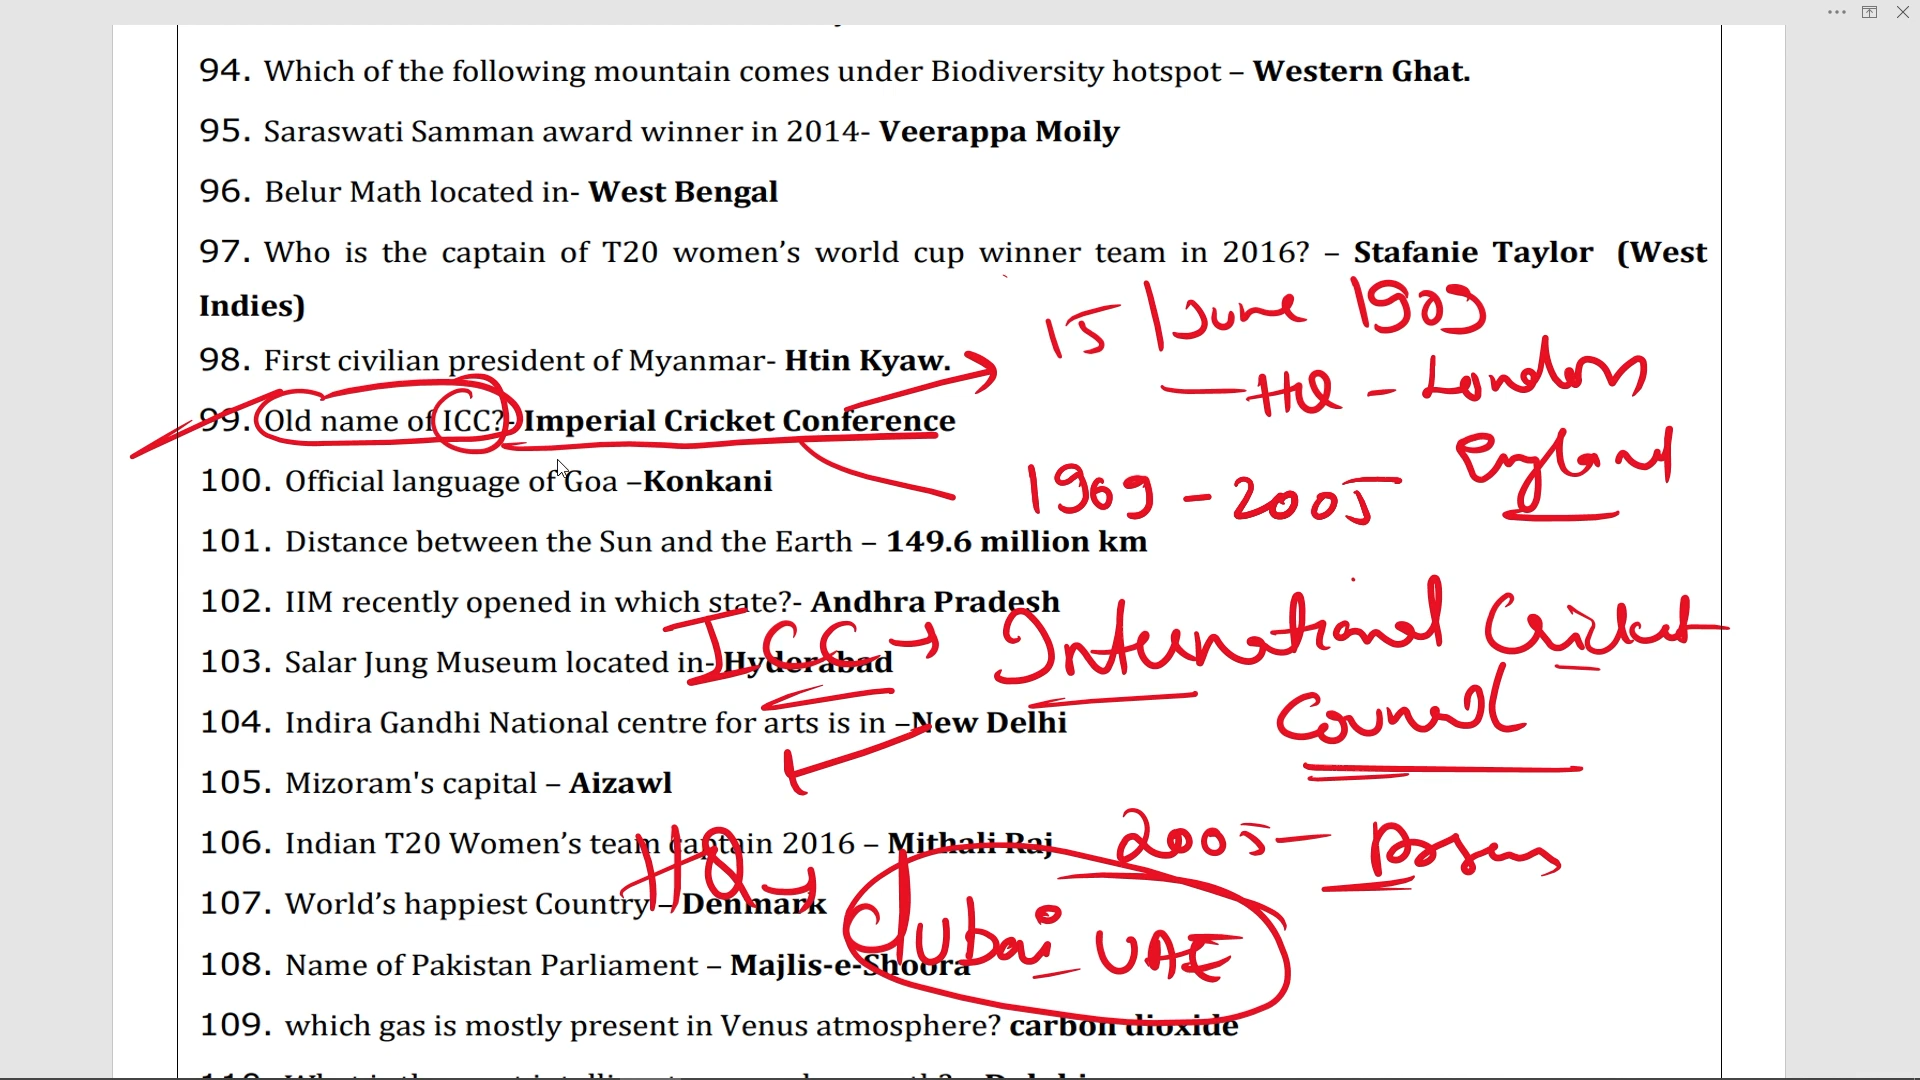 94. Which of the following mountain comes under Biodiversity hotspot – Western Ghat.
95. Saraswati Samman award winner in 2014- Veerappa Moily
96. Belur Math located in- West Bengal
97. Who is the captain of T20 women’s world cup winner team in 2016? – Stafanie Taylor (West
Indies)
15 June 1909
98. First civilian president of Myanmar- Htin Kyaw.
HQ - London
99. Old name of ICC?- Imperial Cricket Conference
England
100. Official language of Goa –Konkani
1909 - 2005
101. Distance between the Sun and the Earth – 149.6 million km
102. IIM recently opened in which state?- Andhra Pradesh
ICC → International Cricket
103. Salar Jung Museum located in- Hyderabad
Council
104. Indira Gandhi National centre for arts is in –New Delhi
105. Mizoram's capital – Aizawl
106. Indian T20 Women’s team captain 2016 – Mithali Raj
2005 -
HQ →
107. World’s happiest Country – Denmark
Dubai UAE
108. Name of Pakistan Parliament – Majlis-e-Shoora
109. which gas is mostly present in Venus atmosphere? carbon dioxide